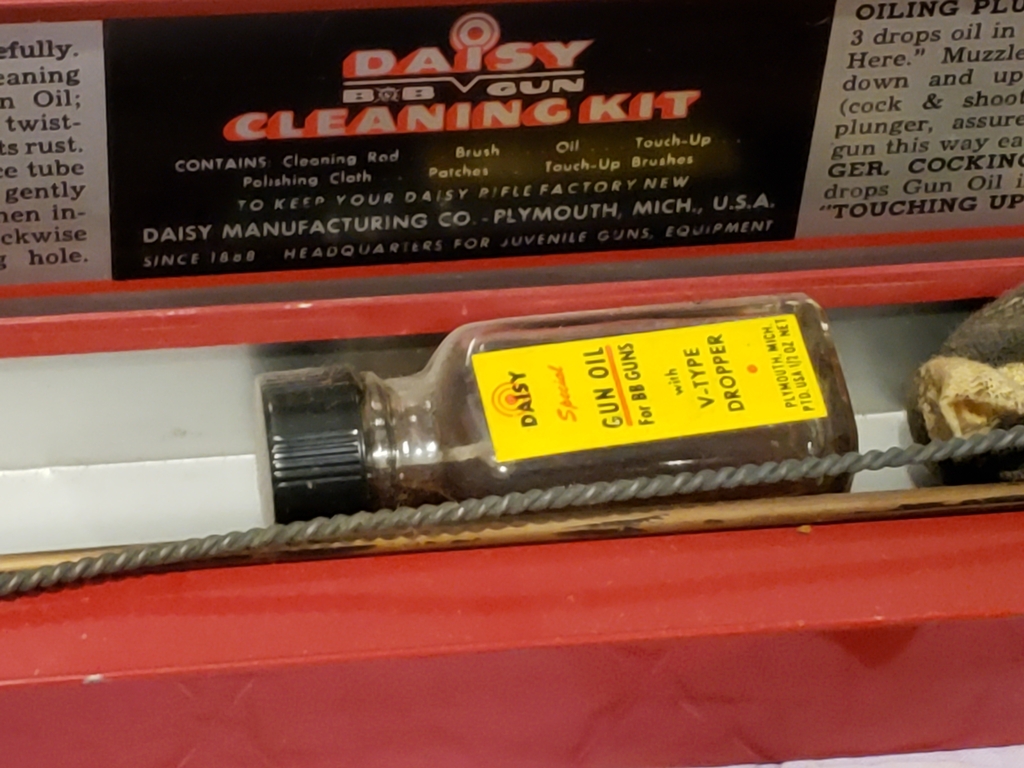 efully.
eaning
n Oil;
twist-
ts rust.
ce tube
gently
hen in-
ckwise
g hole.
DAISY
BOB GUN
CLEANING KIT
CONTAINS: Cleaning Rod Brush Oil Touch-Up
Polishing Cloth Patches Touch-Up Brushes
TO KEEP YOUR DAISY RIFLE FACTORY NEW
DAISY MANUFACTURING CO. - PLYMOUTH, MICH., U.S.A.
SINCE 1888 HEADQUARTERS FOR JUVENILE GUNS, EQUIPMENT
OILING PLU
3 drops oil in
Here." Muzzle
down and up
(cock & shoot
plunger, assure
gun this way ea
GER, COCKING
drops Gun Oil i
"TOUCHING UP
DAISY
Special
GUN OIL
For BB GUNS
with
V-TYPE
DROPPER
PLYMOUTH, MICH.
PTD. USA 1/2 OZ NET